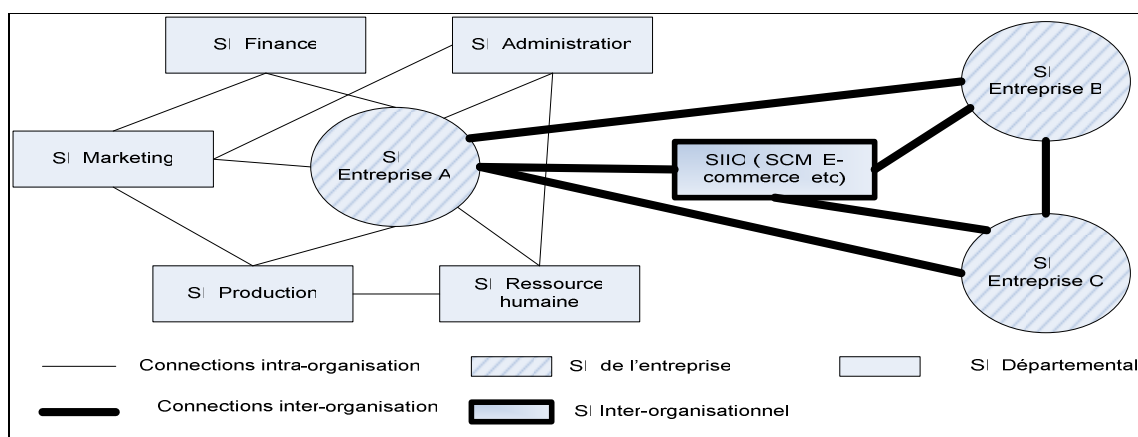 SI Finance
SI Administration
SI
Entreprise B
SI Marketing
SI
Entreprise A
SIIO ( SCM E-
commerce etc)
SI Production
SI Ressource
humaine
SI
Entreprise C
Connections intra-organisation
SI de l'entreprise
SI Départemental
Connections inter-organisation
SI Inter-organisationnel